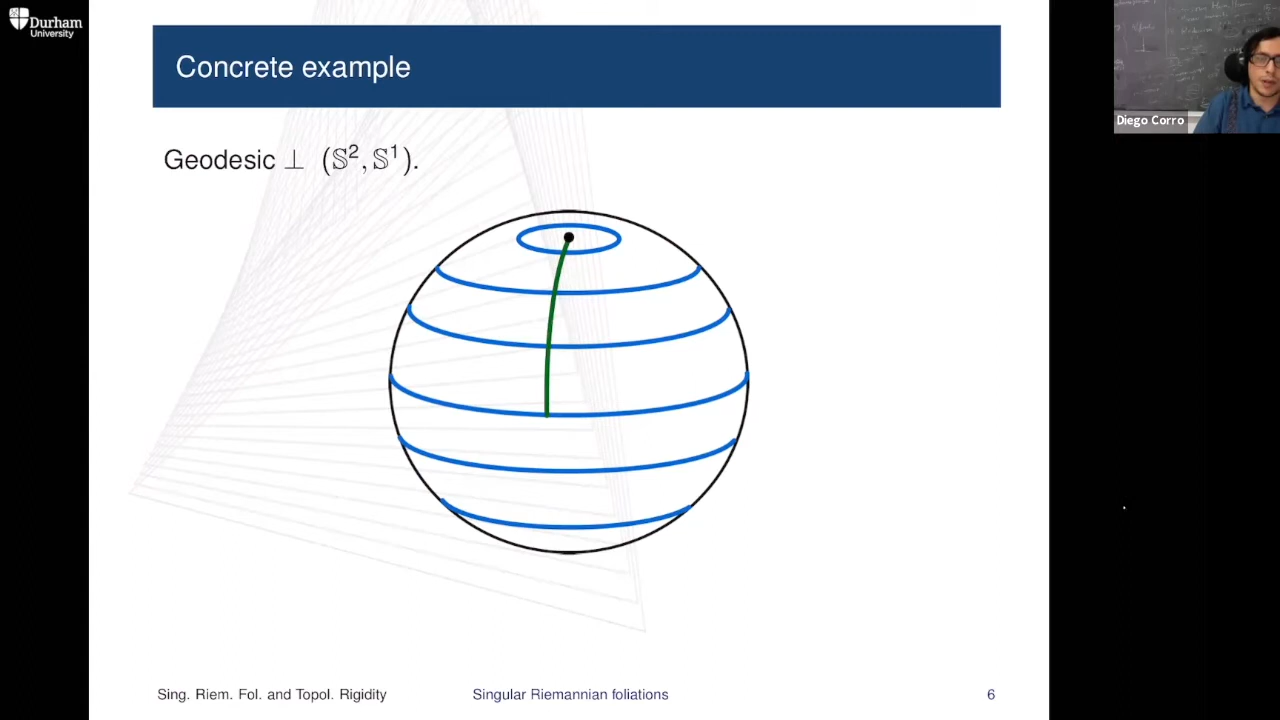 Durham
University
Concrete example
Geodesic ⊥ (𝕊², 𝕊¹).
Diego Corro
Sing. Riem. Fol. and Topol. Rigidity
Singular Riemannian foliations
6